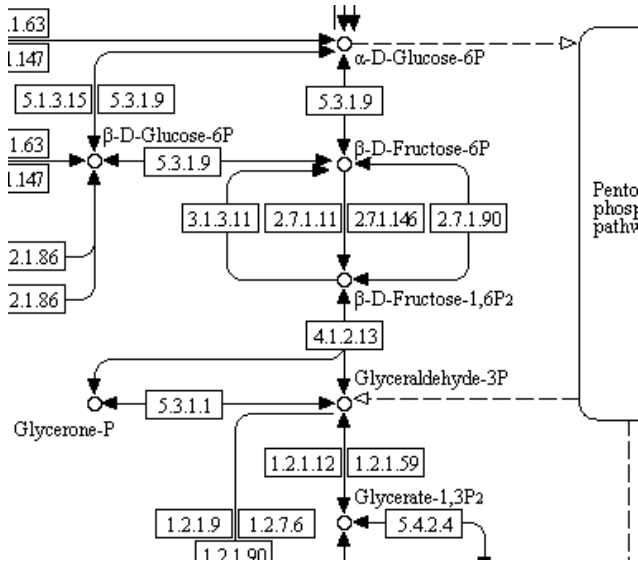 .1.63
.1.147
α-D-Glucose-6P
5.1.3.15 5.3.1.9
5.3.1.9
.1.63
.1.147
β-D-Glucose-6P
5.3.1.9
β-D-Fructose-6P
3.1.3.11 2.7.1.11 2.7.1.146 2.7.1.90
Pento
phosp
pathw
2.1.86
2.1.86
β-D-Fructose-1,6P2
4.1.2.13
Glyceraldehyde-3P
5.3.1.1
Glycerone-P
1.2.1.12 1.2.1.59
Glycerate-1,3P2
1.2.1.9 1.2.7.6
5.4.2.4
1.2.1.90